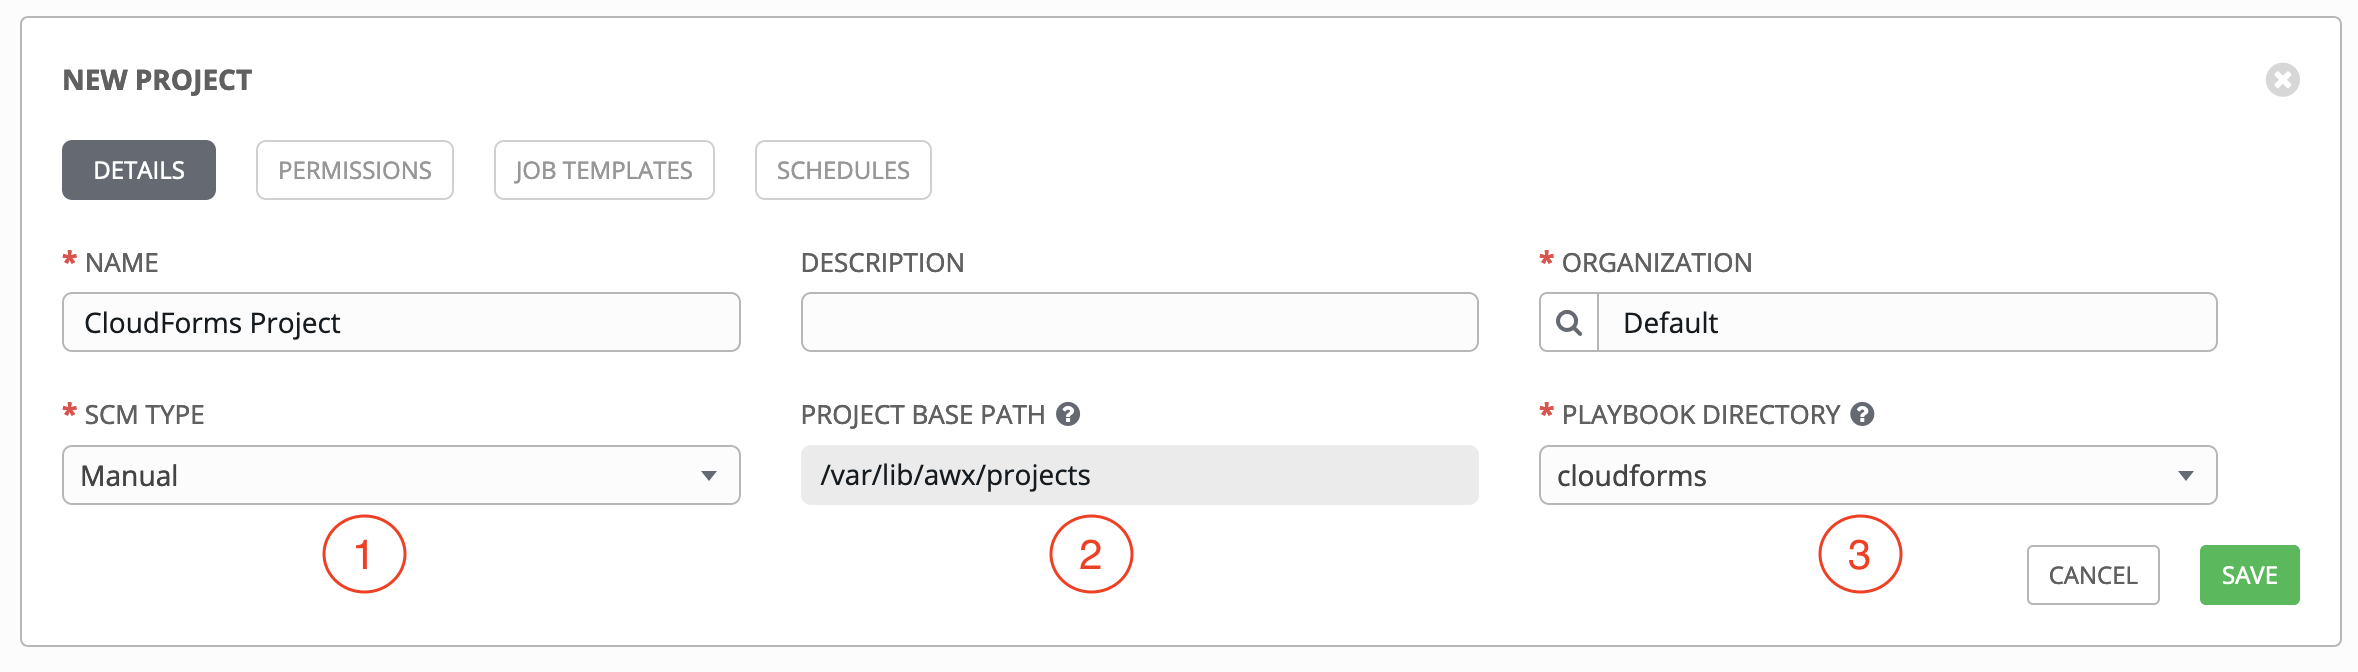 NEW PROJECT
DETAILS PERMISSIONS JOB TEMPLATES SCHEDULES
* NAME DESCRIPTION * ORGANIZATION
CloudForms Project Default
* SCM TYPE PROJECT BASE PATH ? * PLAYBOOK DIRECTORY ?
Manual /var/lib/awx/projects cloudforms
1 2 3
CANCEL SAVE